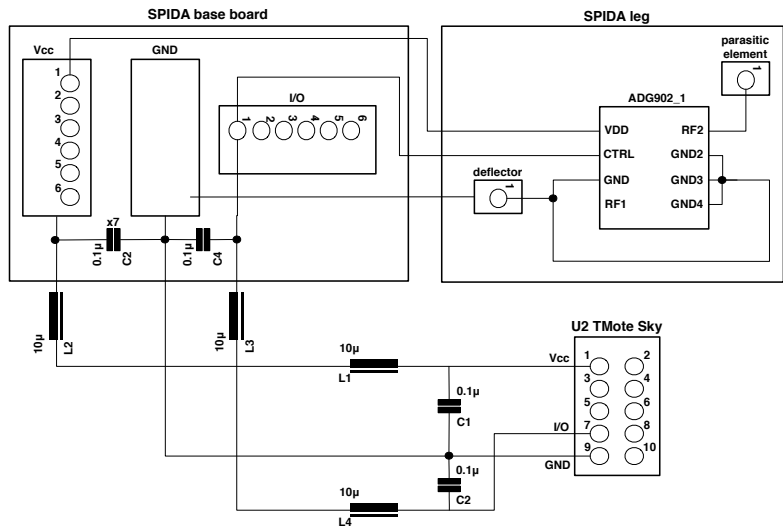 SPIDA base board
SPIDA leg
Vcc
GND
I/O
1
2
3
4
5
6
1 2 3 4 5 6
parasitic
element
1
ADG902_1
VDD
CTRL
GND
RF1
RF2
GND2
GND3
GND4
deflector
1
x7
0.1µ
C2
0.1µ
C4
10µ
L2
10µ
L3
10µ
L1
0.1µ
C1
0.1µ
C2
10µ
L4
U2 TMote Sky
Vcc
I/O
GND
1 2
3 4
5 6
7 8
9 10